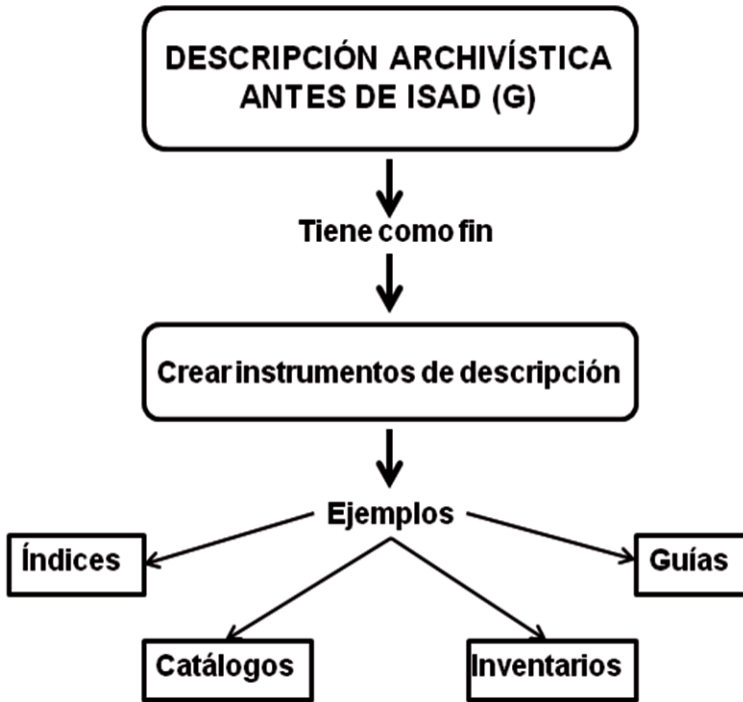 DESCRIPCIÓN ARCHIVÍSTICA
ANTES DE ISAD (G)
Tiene como fin
Crear instrumentos de descripción
Ejemplos
Índices
Guías
Catálogos
Inventarios